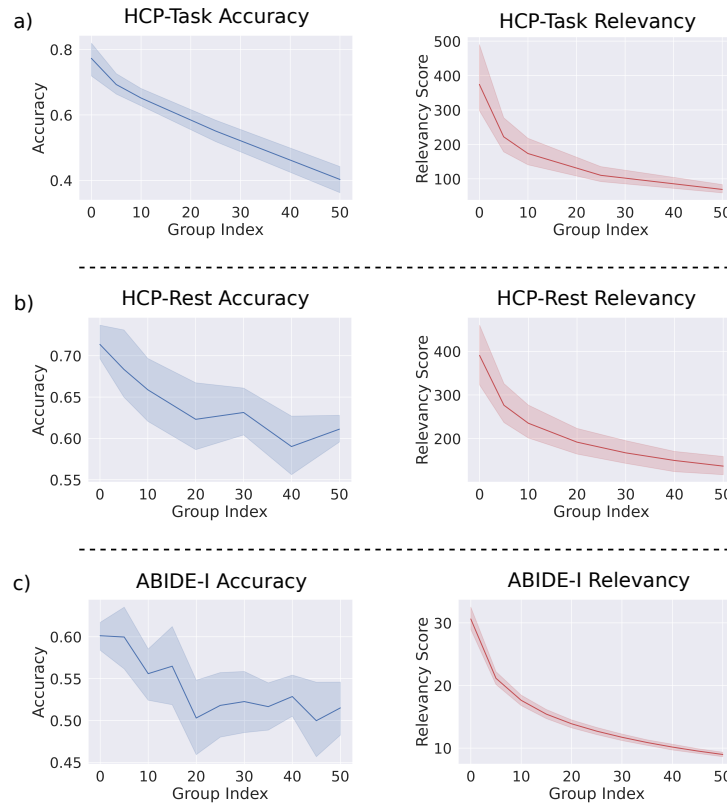 a)
HCP-Task Accuracy
Accuracy
0.8
0.6
0.4
0 10 20 30 40 50
Group Index
HCP-Task Relevancy
Relevancy Score
500
400
300
200
100
0 10 20 30 40 50
Group Index
b)
HCP-Rest Accuracy
Accuracy
0.70
0.65
0.60
0.55
0 10 20 30 40 50
Group Index
HCP-Rest Relevancy
Relevancy Score
400
300
200
0 10 20 30 40 50
Group Index
c)
ABIDE-I Accuracy
Accuracy
0.60
0.55
0.50
0.45
0 10 20 30 40 50
Group Index
ABIDE-I Relevancy
Relevancy Score
30
20
10
0 10 20 30 40 50
Group Index